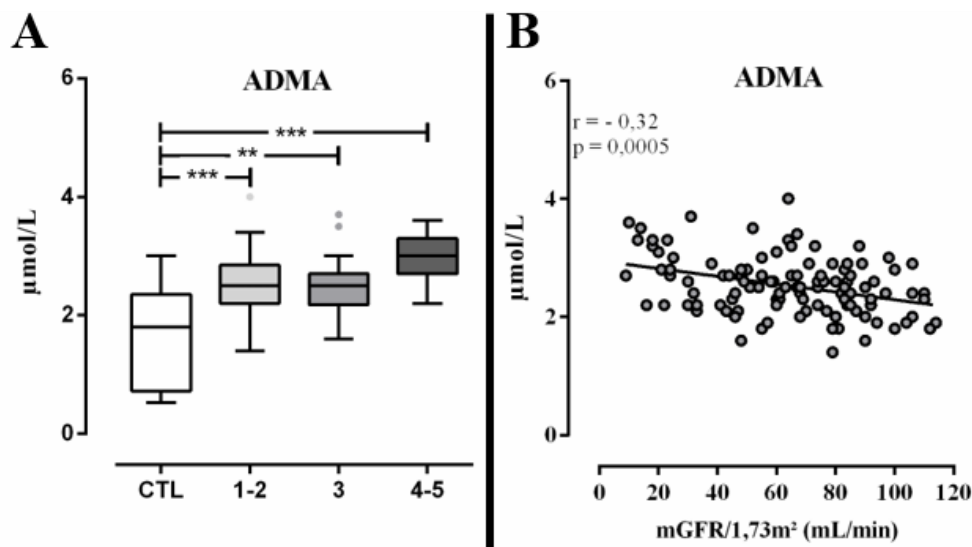 A
ADMA
6
4
2
0
µmol/L
***
**
***
CTL 1-2 3 4-5
B
ADMA
r = - 0,32
p = 0,0005
6
4
2
0
µmol/L
0 20 40 60 80 100 120
mGFR/1,73m² (mL/min)